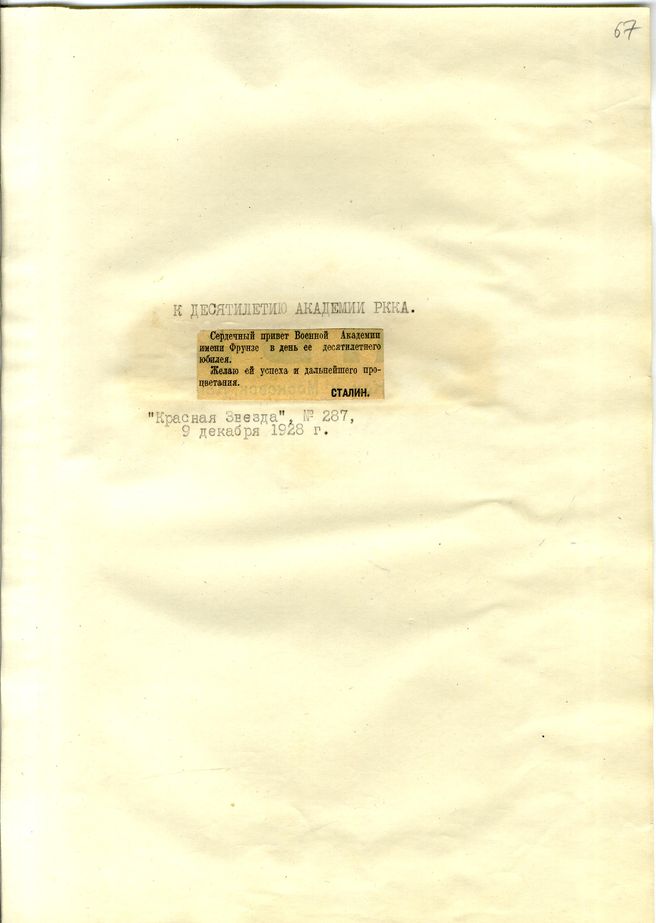 67
К ДЕСЯТИЛЕТИЮ АКАДЕМИИ РККА.
Сердечный привет Военной Академии
имени Фрунзе в день ее десятилетнего
юбилея.
Желаю ей успеха и дальнейшего про-
цветания.
СТАЛИН.
"Красная Звезда", № 287,
9 декабря 1928 г.